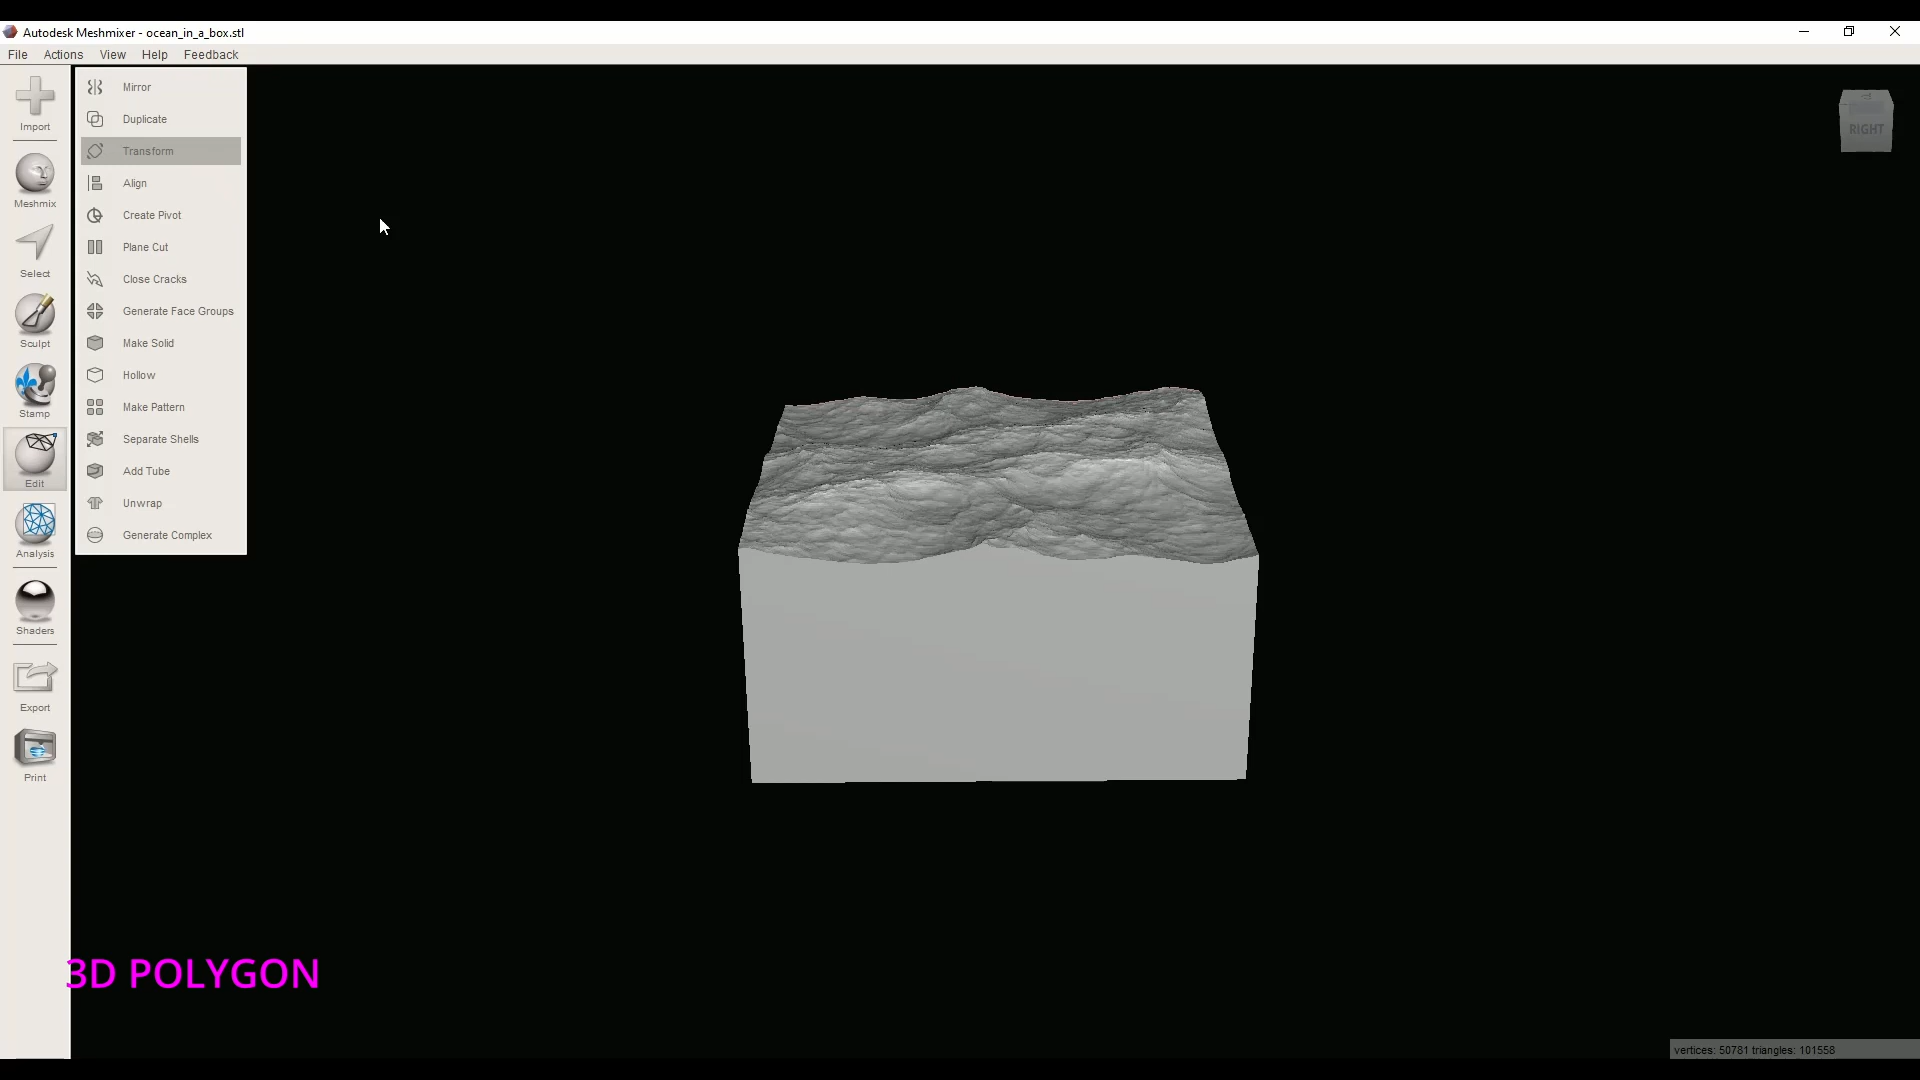 Autodesk Meshmixer - ocean_in_a_box.stl
File Actions View Help Feedback
Import
Meshmix
Select
Sculpt
Stamp
Edit
Analysis
Shaders
Export
Print
Mirror
Duplicate
Transform
Align
Create Pivot
Plane Cut
Close Cracks
Generate Face Groups
Make Solid
Hollow
Make Pattern
Separate Shells
Add Tube
Unwrap
Generate Complex
RIGHT
3D POLYGON
vertices: 50781 triangles: 101558